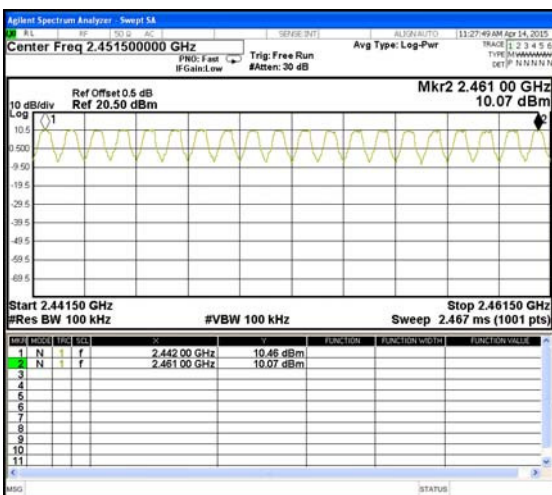 Agilent Spectrum Analyzer - Swept SA
RL RF 50 Ω AC SENSE:INT ALIGN AUTO 11:27:49 AM Apr 14, 2015
Center Freq 2.451500000 GHz
PNO: Fast
IFGain:Low
Trig: Free Run
#Atten: 30 dB
Avg Type: Log-Pwr
TRACE 1 2 3 4 5 6
TYPE
DET P N N N N N
Mkr2 2.461 00 GHz
10.07 dBm
Ref Offset 0.5 dB
10 dB/div Ref 20.50 dBm
Log
1
2
10.5
0.500
-9.50
-19.5
-29.5
-39.5
-49.5
-59.5
-69.5
Start 2.44150 GHz Stop 2.46150 GHz
#Res BW 100 kHz #VBW 100 kHz Sweep 2.467 ms (1001 pts)
MKR MODE TRC SCL X Y FUNCTION FUNCTION WIDTH FUNCTION VALUE
1 N 1 f 2.442 00 GHz 10.46 dBm
2 N 1 f 2.461 00 GHz 10.07 dBm
3
4
5
6
7
8
9
10
11
MSG STATUS